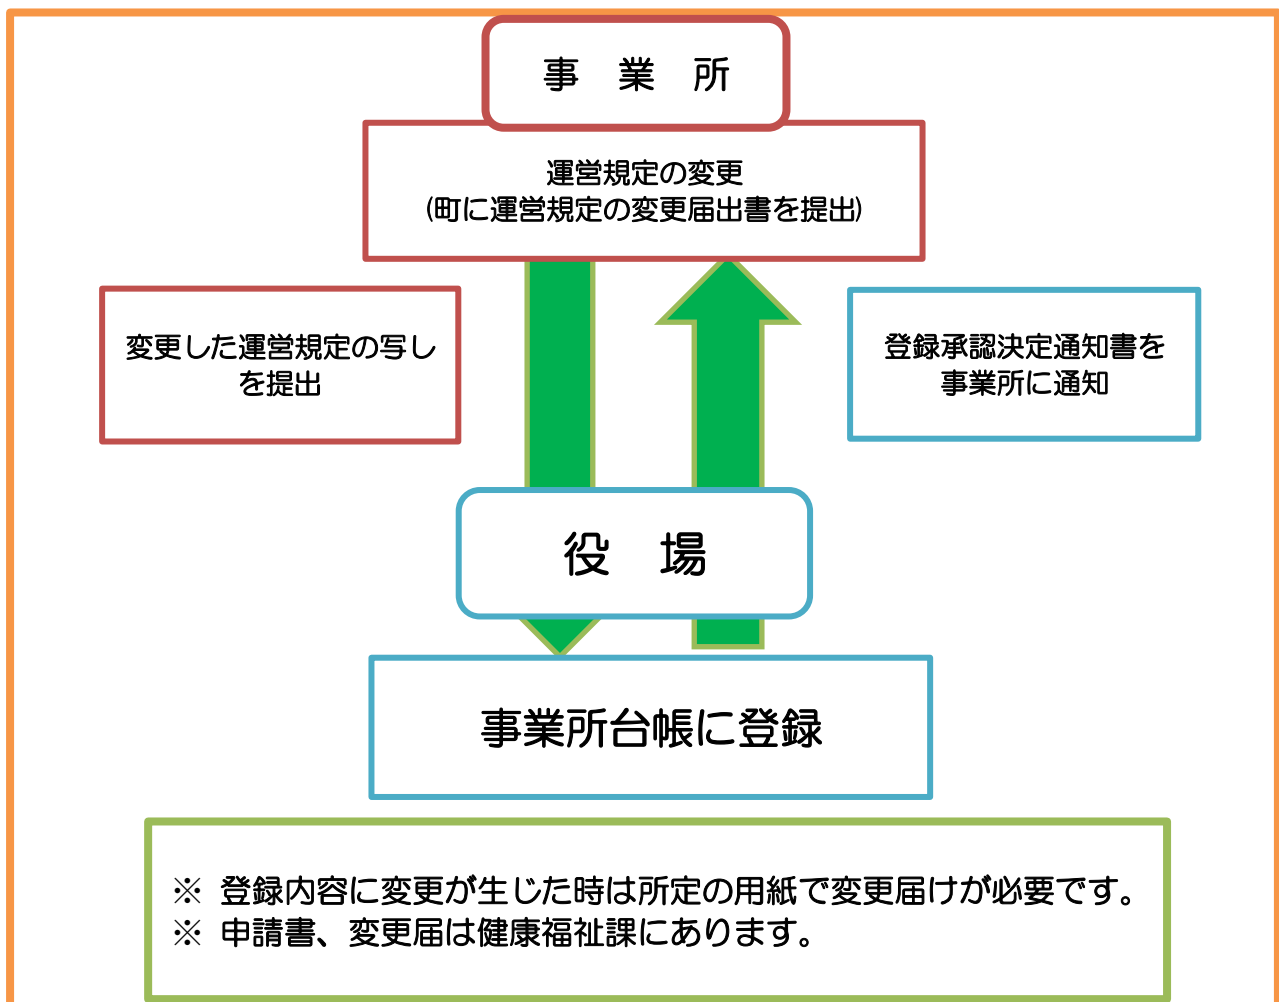 事　業　所
運営規定の変更
(町に運営規定の変更届出書を提出)
変更した運営規定の写し
を提出
登録承認決定通知書を
事業所に通知
役　場
事業所台帳に登録
※ 登録内容に変更が生じた時は所定の用紙で変更届けが必要です。
※ 申請書、変更届は健康福祉課にあります。